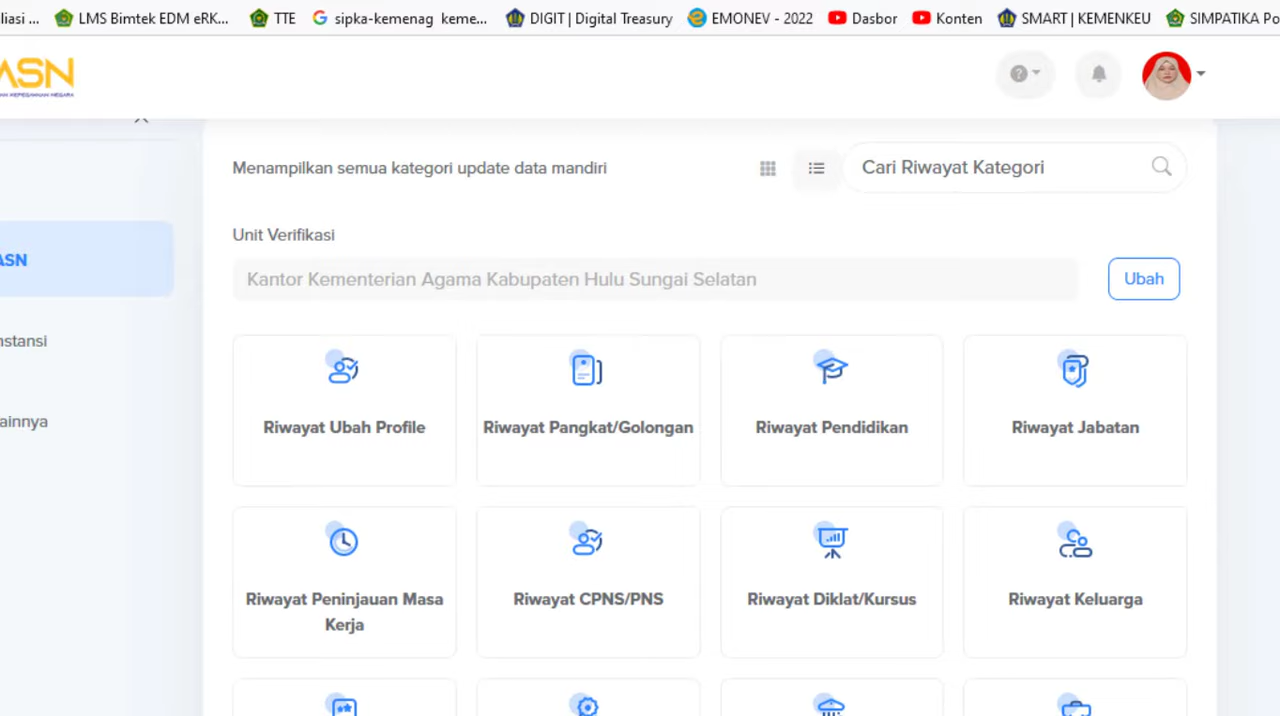 liasi ... LMS Bimtek EDM eRK... TTE sipka-kemenag keme... DIGIT | Digital Treasury EMONEV - 2022 Dasbor Konten SMART | KEMENKEU SIMPATIKA Po
ASN
Menampilkan semua kategori update data mandiri
Cari Riwayat Kategori
Unit Verifikasi
ASN
Kantor Kementerian Agama Kabupaten Hulu Sungai Selatan
Ubah
nstansi
ainnya
Riwayat Ubah Profile
Riwayat Pangkat/Golongan
Riwayat Pendidikan
Riwayat Jabatan
Riwayat Peninjauan Masa
Kerja
Riwayat CPNS/PNS
Riwayat Diklat/Kursus
Riwayat Keluarga